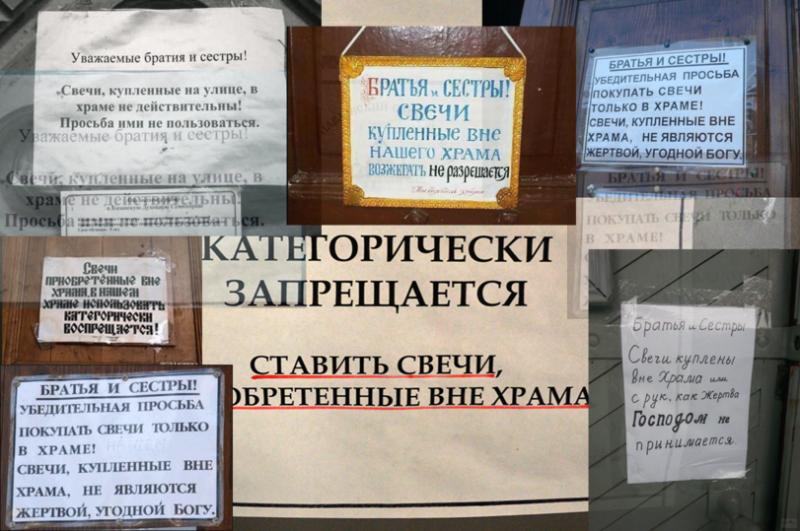 Уважаемые братия и сестры!
Свечи, купленные на улице, в
храме не действительны!
Просьба ими не пользоваться.
Уважаемые братия и сестры!
Свечи, купленные на улице, в
храме не действительны!
Просьба ими не пользоваться.
БРАТЬЯ и СЕСТРЫ!
СВЕЧИ
купленные вне
нашего храма
возжегать не разрешается
БРАТЬЯ И СЕСТРЫ!
УБЕДИТЕЛЬНАЯ ПРОСЬБА
ПОКУПАТЬ СВЕЧИ
ТОЛЬКО В ХРАМЕ!
СВЕЧИ, КУПЛЕННЫЕ ВНЕ
ХРАМА, НЕ ЯВЛЯЮТСЯ
ЖЕРТВОЙ, УГОДНОЙ БОГУ.
БРАТЬЯ И СЕСТРЫ!
УБЕДИТЕЛЬНАЯ ПРОСЬБА
ПОКУПАТЬ СВЕЧИ ТОЛЬКО
В ХРАМЕ!
КАТЕГОРИЧЕСКИ
ЗАПРЕЩАЕТСЯ
СТАВИТЬ СВЕЧИ,
ОБРЕТЕННЫЕ ВНЕ ХРАМА
Свечи
приобретённые вне
храма, в нашем
храме использовать
категорически
воспрещается!
БРАТЬЯ И СЕСТРЫ!
УБЕДИТЕЛЬНАЯ ПРОСЬБА
ПОКУПАТЬ СВЕЧИ ТОЛЬКО
В ХРАМЕ!
СВЕЧИ, КУПЛЕННЫЕ ВНЕ
ХРАМА, НЕ ЯВЛЯЮТСЯ
ЖЕРТВОЙ, УГОДНОЙ БОГУ.
Братья и Сестры
Свечи куплены
вне Храма или
с рук, как Жертва
Господом не
принимается.